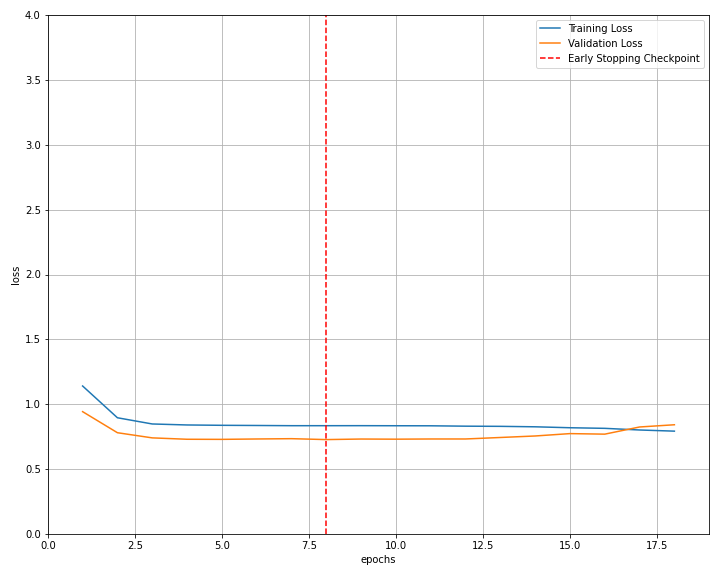 4.0
3.5
3.0
2.5
2.0
1.5
1.0
0.5
0.0
loss
Training Loss
Validation Loss
Early Stopping Checkpoint
0.0 2.5 5.0 7.5 10.0 12.5 15.0 17.5
epochs